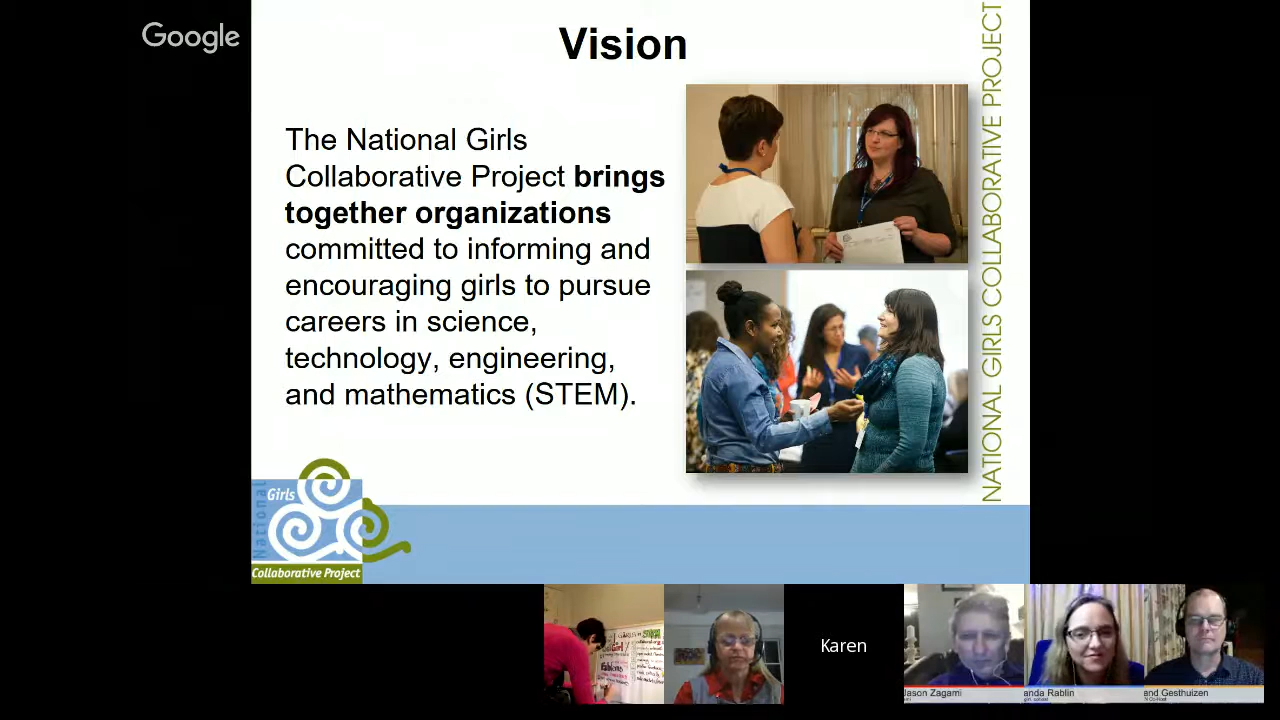 Google
Vision
The National Girls
Collaborative Project brings
together organizations
committed to informing and
encouraging girls to pursue
careers in science,
technology, engineering,
and mathematics (STEM).
NATIONAL GIRLS COLLABORATIVE PROJECT
National
Girls
Collaborative Project
Karen
Jason Zagami
anda Rablin
and Gesthuizen